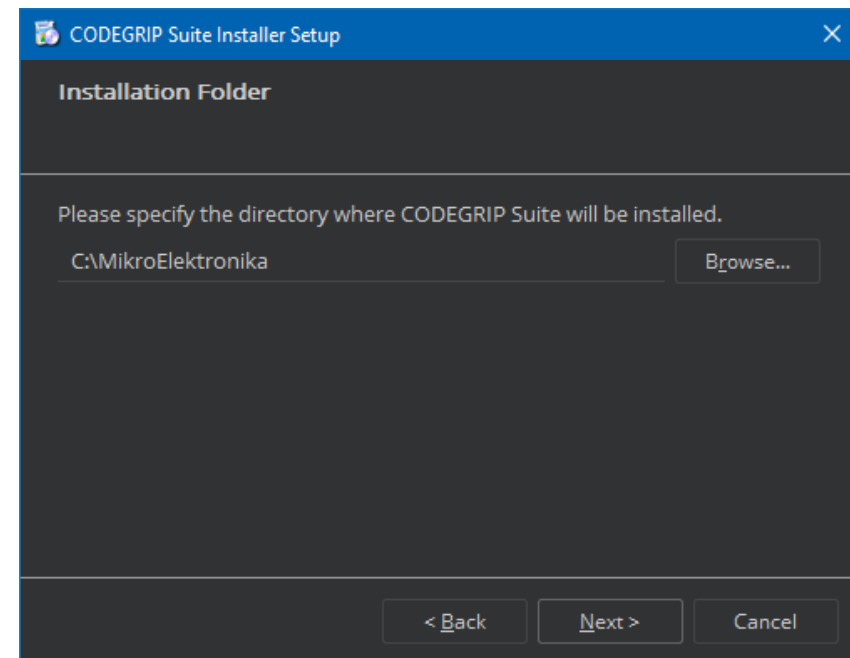 CODEGRIP Suite Installer Setup
Installation Folder
Please specify the directory where CODEGRIP Suite will be installed.
C:\MikroElektronika
Browse...
< Back
Next >
Cancel